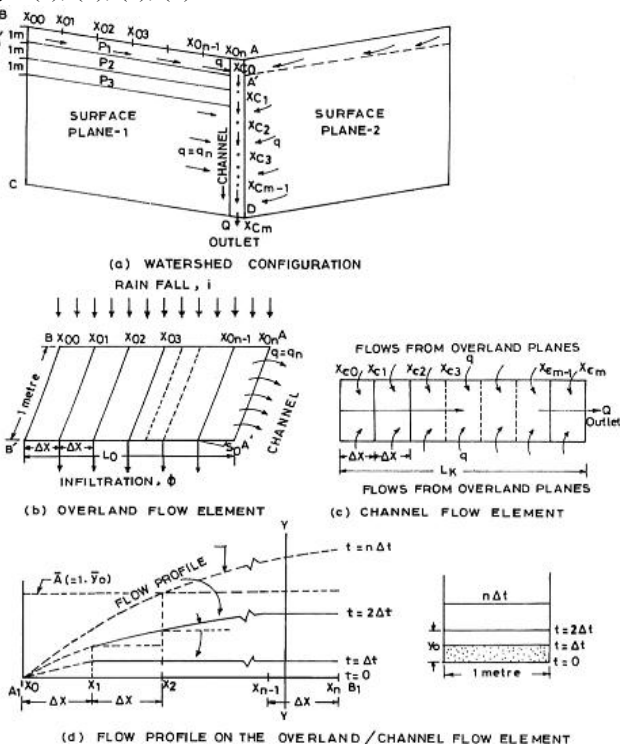 B X00 X01 X02 X03 X0n-1 X0n A
1m
1m
1m
P1
P2
P3
q
XC0
A'
XC1
XC2
XC3
XCm-1
D
XCm
SURFACE
PLANE-1
SURFACE
PLANE-2
q=qn
CHANNEL
q
C
Q
OUTLET
(a) WATERSHED CONFIGURATION
RAIN FALL, i
B X00 X01 X02 X03 X0n-1 X0n A
q=qn
1 metre
CHANNEL
B'
ΔX ΔX
LO
SO A'
INFILTRATION, Φ
(b) OVERLAND FLOW ELEMENT
FLOWS FROM OVERLAND PLANES
q
Xc0 Xc1 Xc2 Xc3 Xcm-1 Xcm
Q
Outlet
q
ΔX ΔX
LK
FLOWS FROM OVERLAND PLANES
(c) CHANNEL FLOW ELEMENT
Y
t=nΔt
Ā(=1.ȳ0)
FLOW PROFILE
t=2Δt
t=Δt
t=0
A1 X0 X1 X2 Xn-1 Xn B1
ΔX ΔX ΔX
Y
nΔt
t=2Δt
Y0
t=Δt
t=0
1 metre
(d) FLOW PROFILE ON THE OVERLAND/CHANNEL FLOW ELEMENT